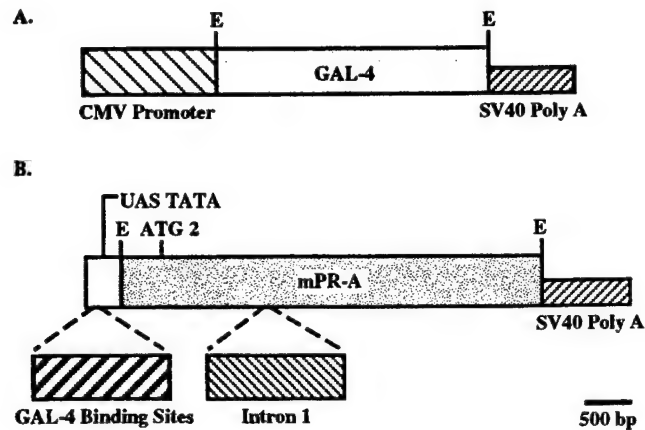 A.
E
E
GAL-4
CMV Promoter
SV40 Poly A
B.
UAS TATA
E ATG 2
E
mPR-A
SV40 Poly A
GAL-4 Binding Sites
Intron 1
500 bp